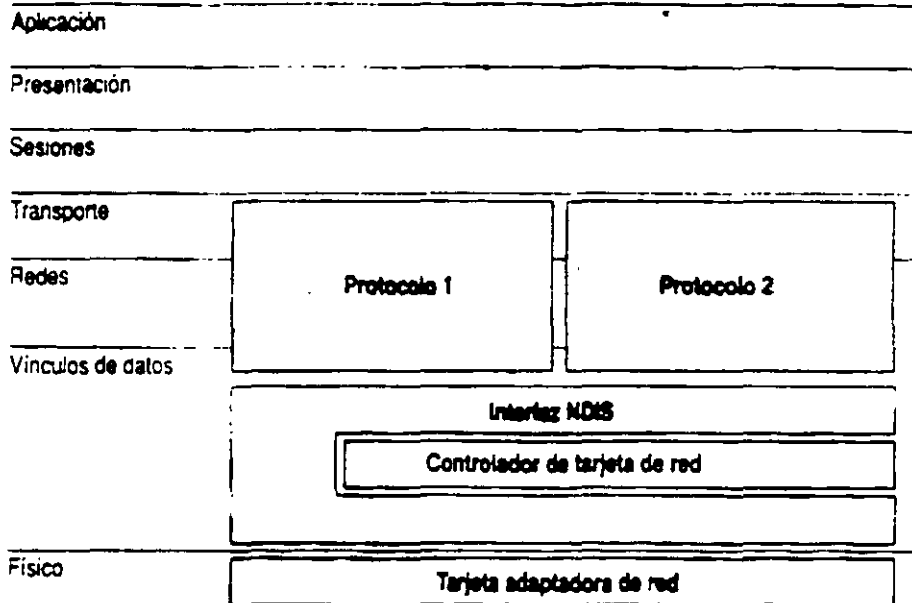 Aplicación
Presentación
Sesiones
Transporte
Redes
Protocolo 1
Protocolo 2
Vínculos de datos
Interfaz NDIS
Controlador de tarjeta de red
Físico
Tarjeta adaptadora de red